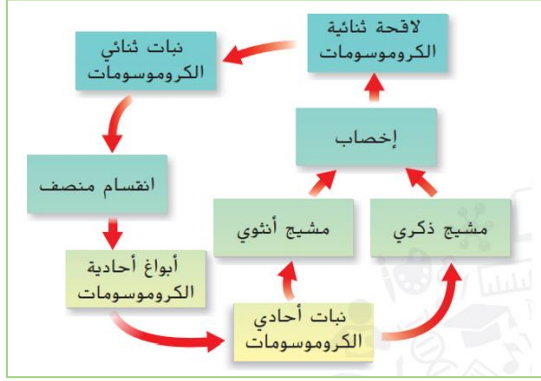 لاقحة ثنائية
الكروموسومات
نبات ثنائي
الكروموسومات
إخصاب
انقسام منصف
مشيج أنثوي
مشيج ذكري
أبواغ أحادية
الكروموسومات
نبات أحادي
الكروموسومات